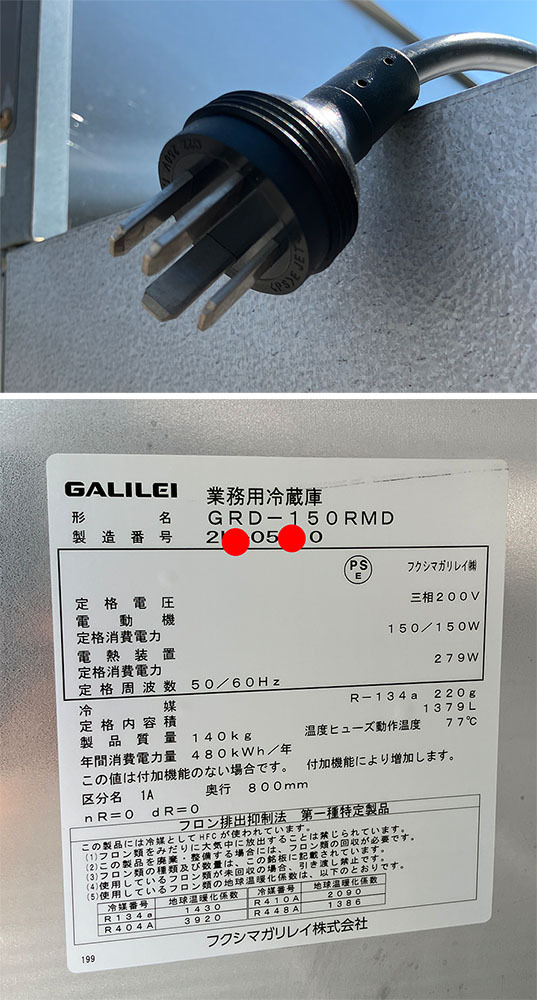 <PS>E JET
GALILEI 業務用冷蔵庫
形名 GRD-150RMD
製造番号 2 05 0
PS
E
フクシマガリレイ㈱
定格電圧 三相200V
電動機
定格消費電力 150/150W
電熱装置
定格消費電力 279W
定格周波数 50/60Hz
冷媒 R-134a 220g
定格内容積 1379L
製品質量 140kg 温度ヒューズ動作温度 77℃
年間消費電力量 480kWh/年
この値は付加機能のない場合です。 付加機能により増加します。
区分名 1A 奥行 800mm
nR=0 dR=0
フロン排出抑制法 第一種特定製品
この製品には冷媒としてHFCが使われています。
(1)フロン類をみだりに大気中に放出することは禁じられています。
(2)この製品を廃棄・整備する場合には、フロン類の回収が必要です。
(3)フロン類の種類及び数量は、この銘板に記載されています。
(4)フロン類が未回収の場合、引き渡し禁止です。
(5)使用しているフロン類の地球温暖化係数は、以下のとおりです。
冷媒番号 地球温暖化係数 冷媒番号 地球温暖化係数
R134a 1430 R410A 2090
R404A 3920 R448A 1386
フクシマガリレイ株式会社
199